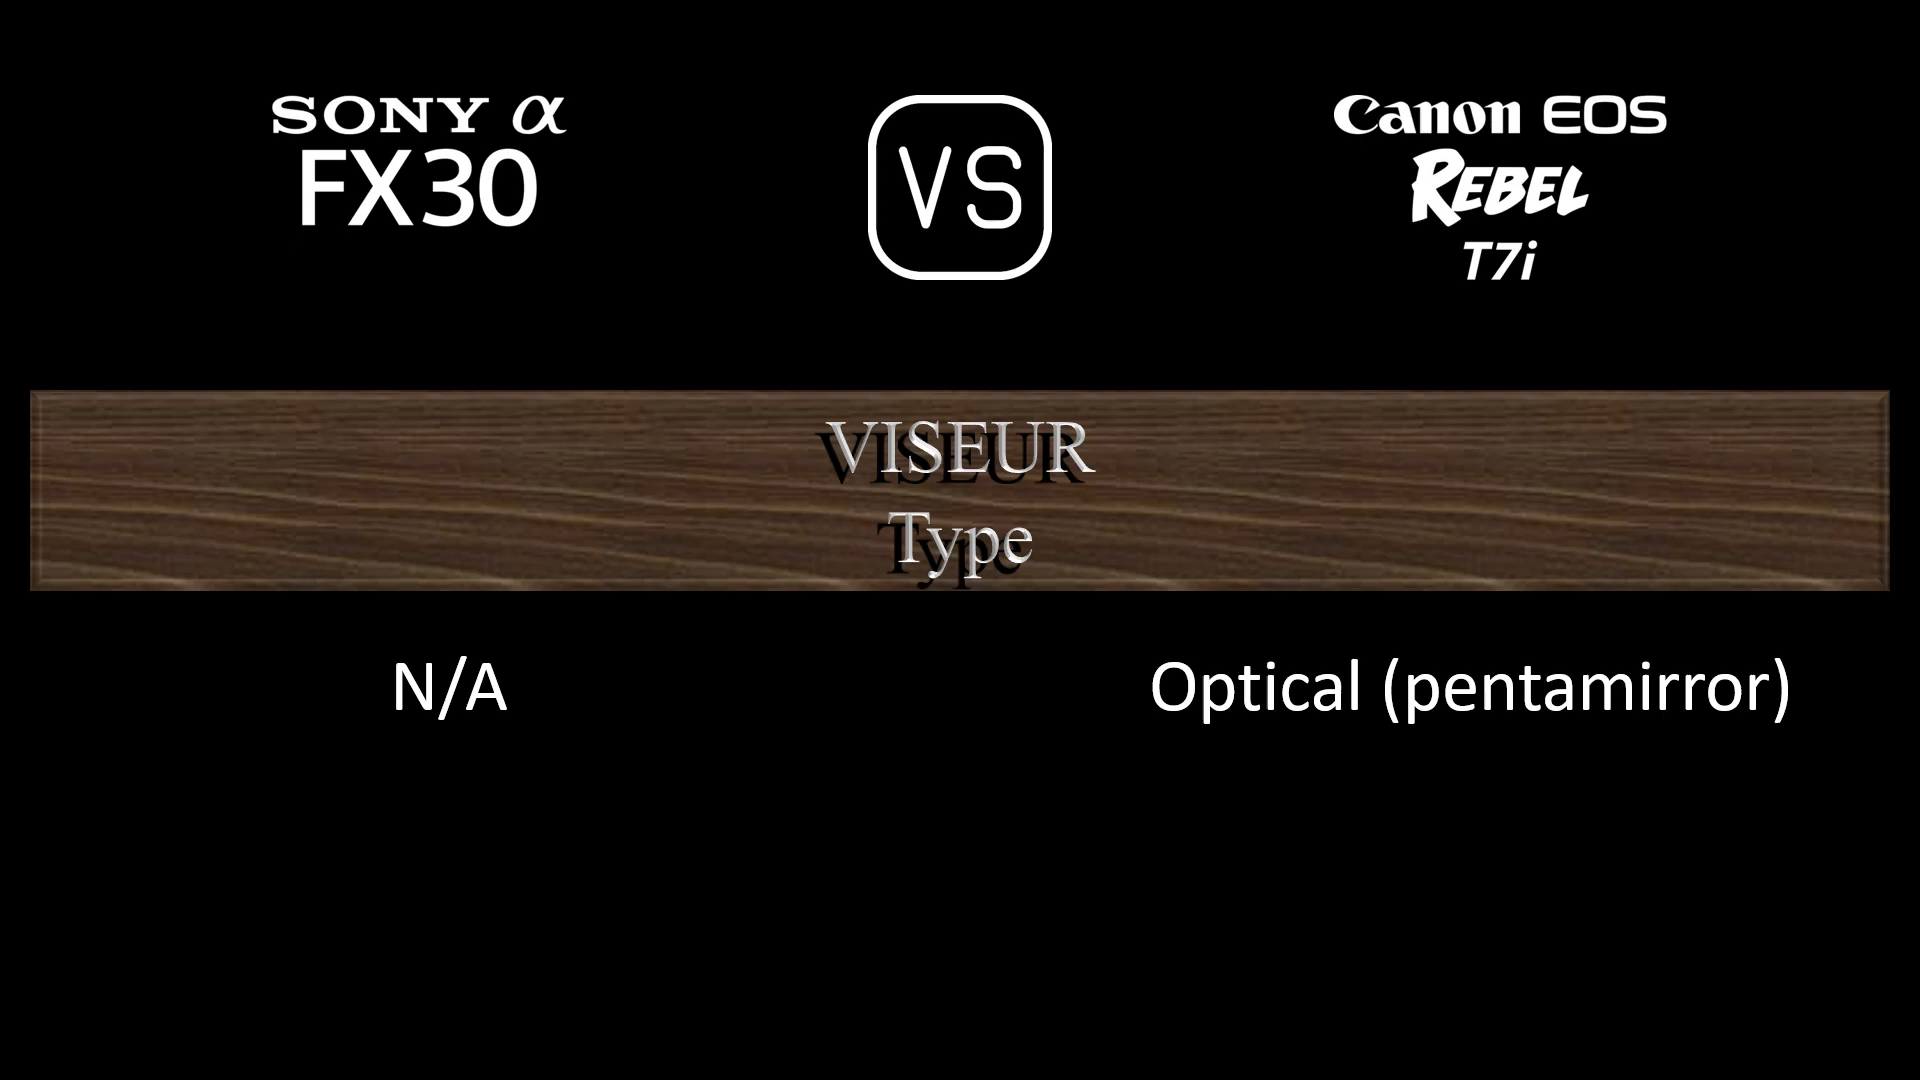 SONY α
FX30
VS
Canon EOS
REBEL
T7i
VISEUR
Type
N/A
Optical (pentamirror)